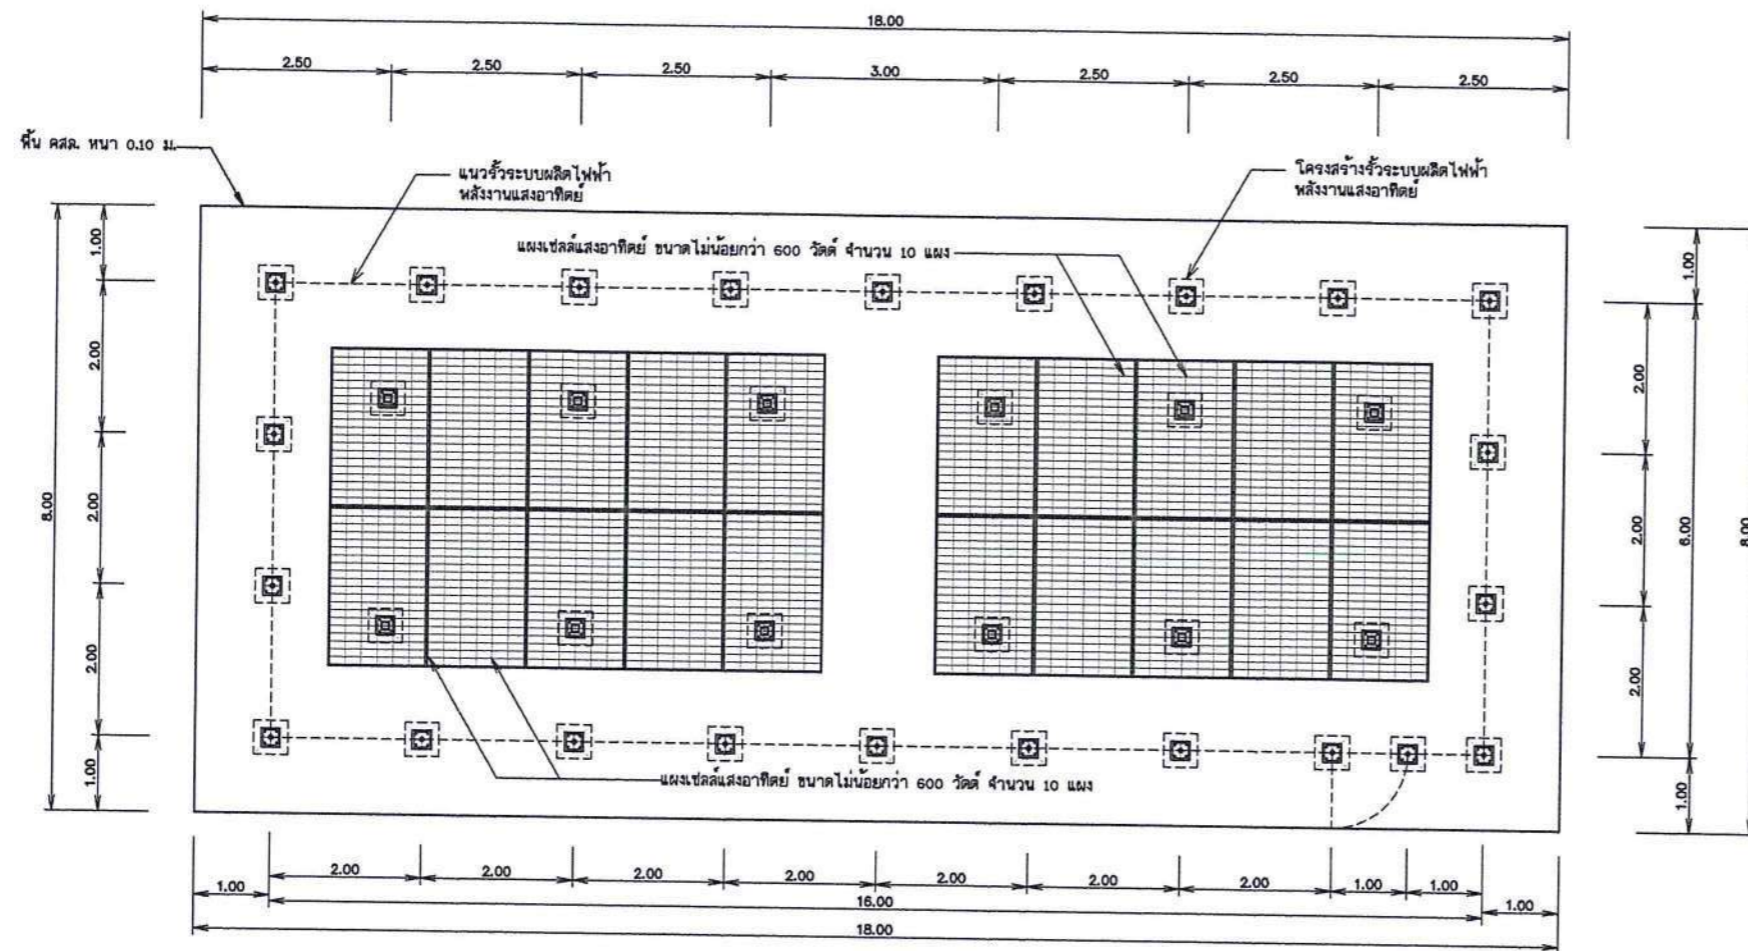 18.00
2.50 2.50 2.50 3.00 2.50 2.50 2.50
พื้น คสล. หนา 0.10 ม.
แนวรั้วระบบผลิตไฟฟ้า
พลังงานแสงอาทิตย์
โครงสร้างรั้วระบบผลิตไฟฟ้า
พลังงานแสงอาทิตย์
แผงเซลล์แสงอาทิตย์ ขนาดไม่น้อยกว่า 600 วัตต์ จำนวน 10 แผง
8.00
1.00
2.00
2.00
2.00
1.00
1.00
2.00
2.00
2.00
6.00
1.00
8.00
แผงเซลล์แสงอาทิตย์ ขนาดไม่น้อยกว่า 600 วัตต์ จำนวน 10 แผง
1.00 2.00 2.00 2.00 2.00 2.00 2.00 2.00 1.00 1.00 1.00
16.00
18.00